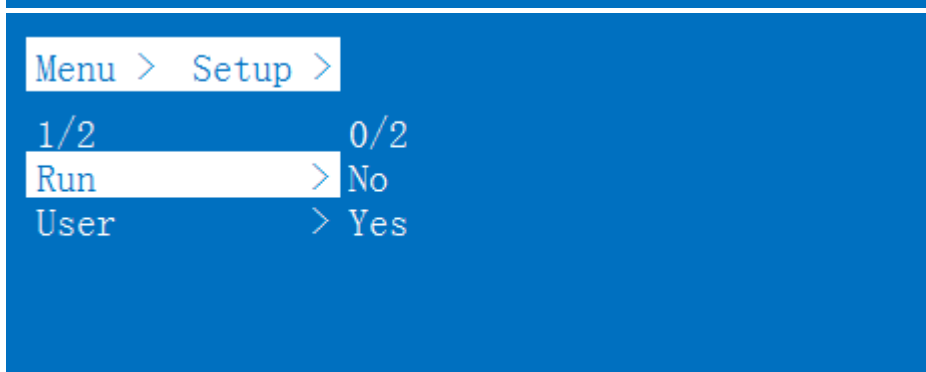 Menu > Setup >
1/2 0/2
Run > No
User > Yes